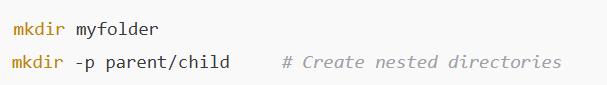 mkdir myfolder
mkdir -p parent/child     # Create nested directories